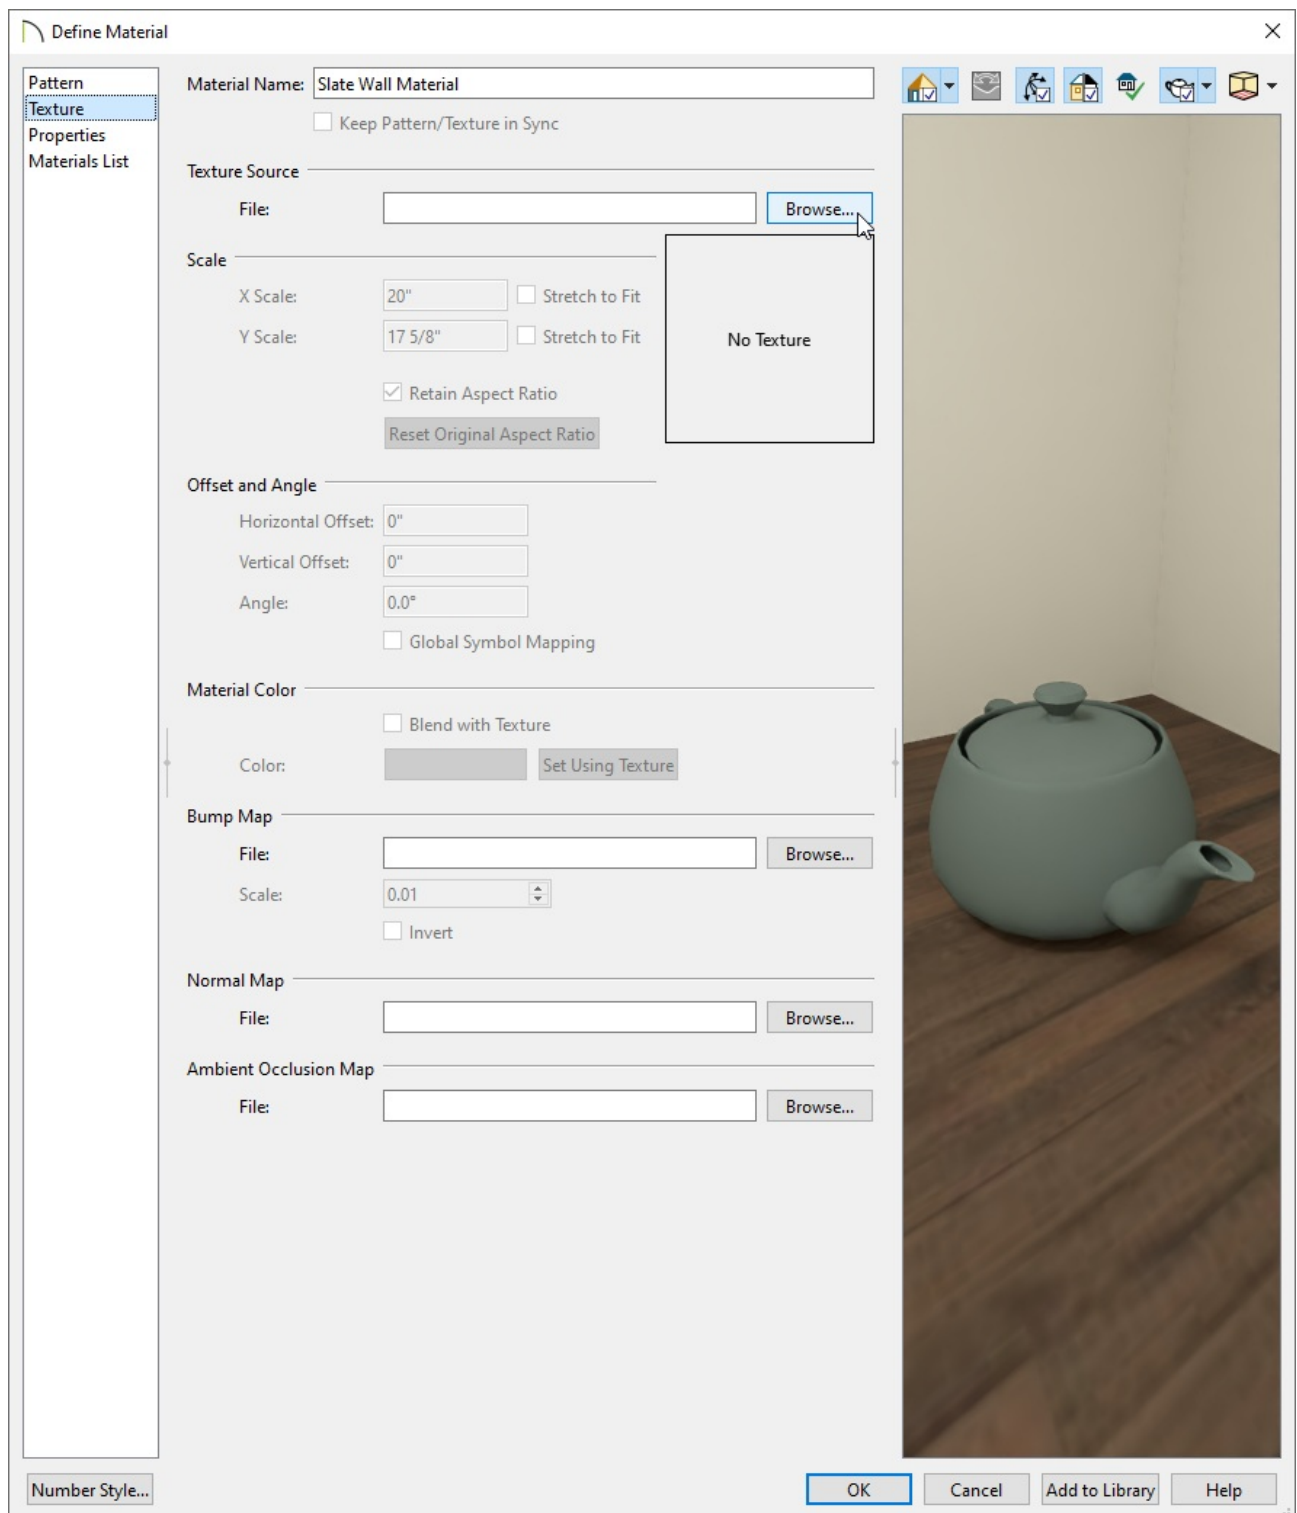 Define Material
Pattern
Texture
Properties
Materials List
Material Name: Slate Wall Material
Keep Pattern/Texture in Sync
Texture Source
File: Browse...
Scale
X Scale: 20" Stretch to Fit
Y Scale: 17 5/8" Stretch to Fit
No Texture
Retain Aspect Ratio
Reset Original Aspect Ratio
Offset and Angle
Horizontal Offset: 0"
Vertical Offset: 0"
Angle: 0.0°
Global Symbol Mapping
Material Color
Blend with Texture
Color: Set Using Texture
Bump Map
File: Browse...
Scale: 0.01
Invert
Normal Map
File: Browse...
Ambient Occlusion Map
File: Browse...
Number Style... OK Cancel Add to Library Help